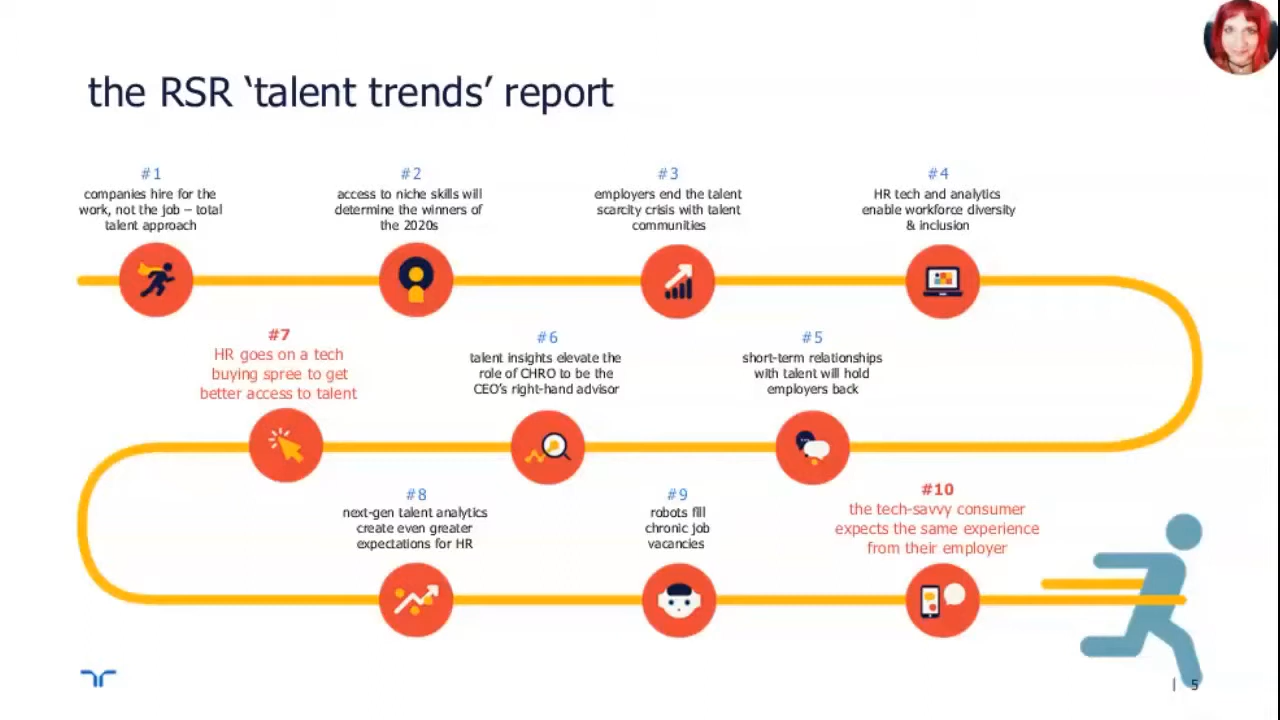 the RSR ‘talent trends’ report
#1
companies hire for the
work, not the job – total
talent approach
#2
access to niche skills will
determine the winners of
the 2020s
#3
employers end the talent
scarcity crisis with talent
communities
#4
HR tech and analytics
enable workforce diversity
& inclusion
#5
short-term relationships
with talent will hold
employers back
#6
talent insights elevate the
role of CHRO to be the
CEO’s right-hand advisor
#7
HR goes on a tech
buying spree to get
better access to talent
#8
next-gen talent analytics
create even greater
expectations for HR
#9
robots fill
chronic job
vacancies
#10
the tech-savvy consumer
expects the same experience
from their employer
| 5